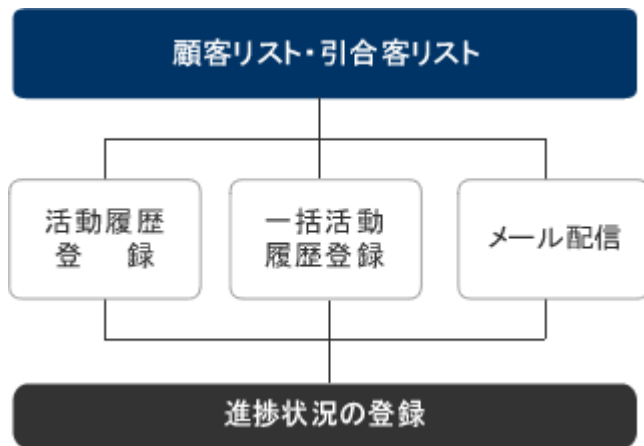 顧客リスト・引合客リスト
活動履歴
登　録
一括活動
履歴登録
メール配信
進捗状況の登録